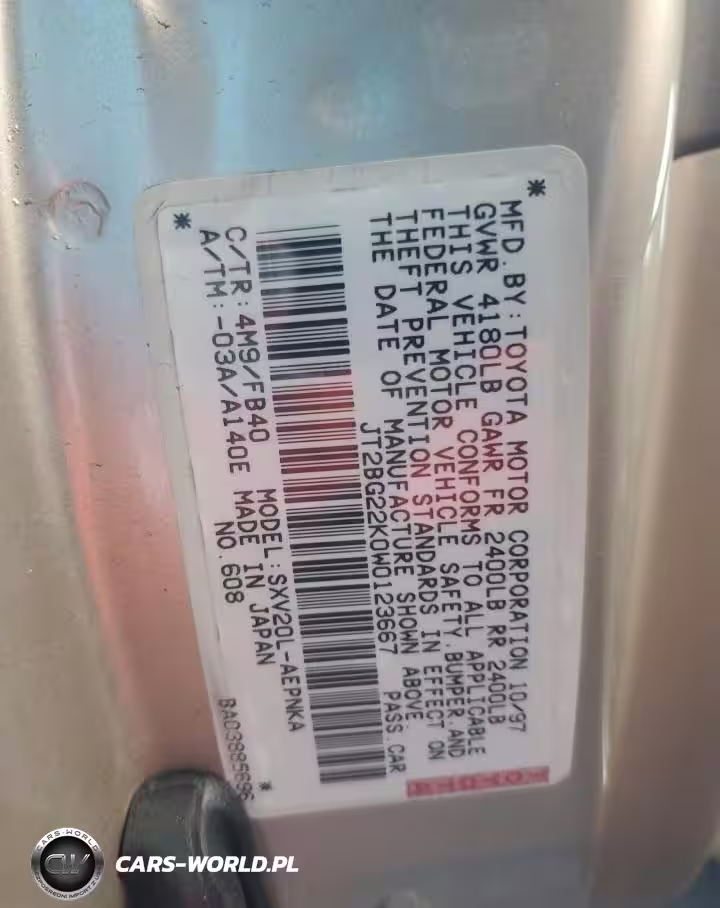 MFD.BY:TOYOTA MOTOR CORPORATION 10/97
GVWR 4180LB GAWR FR 2400LB RR 2400LB
THIS VEHICLE CONFORMS TO ALL APPLICABLE
FEDERAL MOTOR VEHICLE SAFETY,BUMPER,AND
THEFT PREVENTION STANDARDS IN EFFECT ON
THE DATE OF MANUFACTURE SHOWN ABOVE.
JT2BG22K0W0123667 PASS.CAR
C/TR:4M9/FB40 MODEL:SXV20L-AEPNKA
A/TM:-03A/A140E MADE IN JAPAN
NO.608
BA03885696
CARS-WORLD
CW
CARS-WORLD.PL